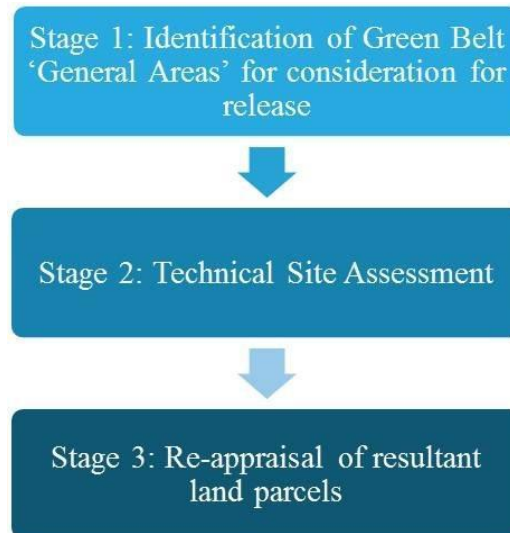 Stage 1: Identification of Green Belt
‘General Areas’ for consideration for
release
Stage 2: Technical Site Assessment
Stage 3: Re-appraisal of resultant
land parcels